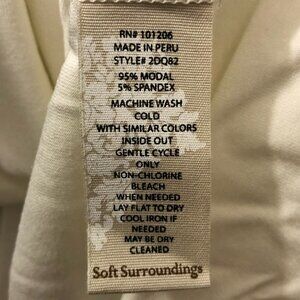 RN# 101206
MADE IN PERU
STYLE# 2DQ82
95% MODAL
5% SPANDEX
MACHINE WASH
COLD
WITH SIMILAR COLORS
INSIDE OUT
GENTLE CYCLE
ONLY
NON-CHLORINE
BLEACH
WHEN NEEDED
LAY FLAT TO DRY
COOL IRON IF
NEEDED
MAY BE DRY
CLEANED
Soft Surroundings